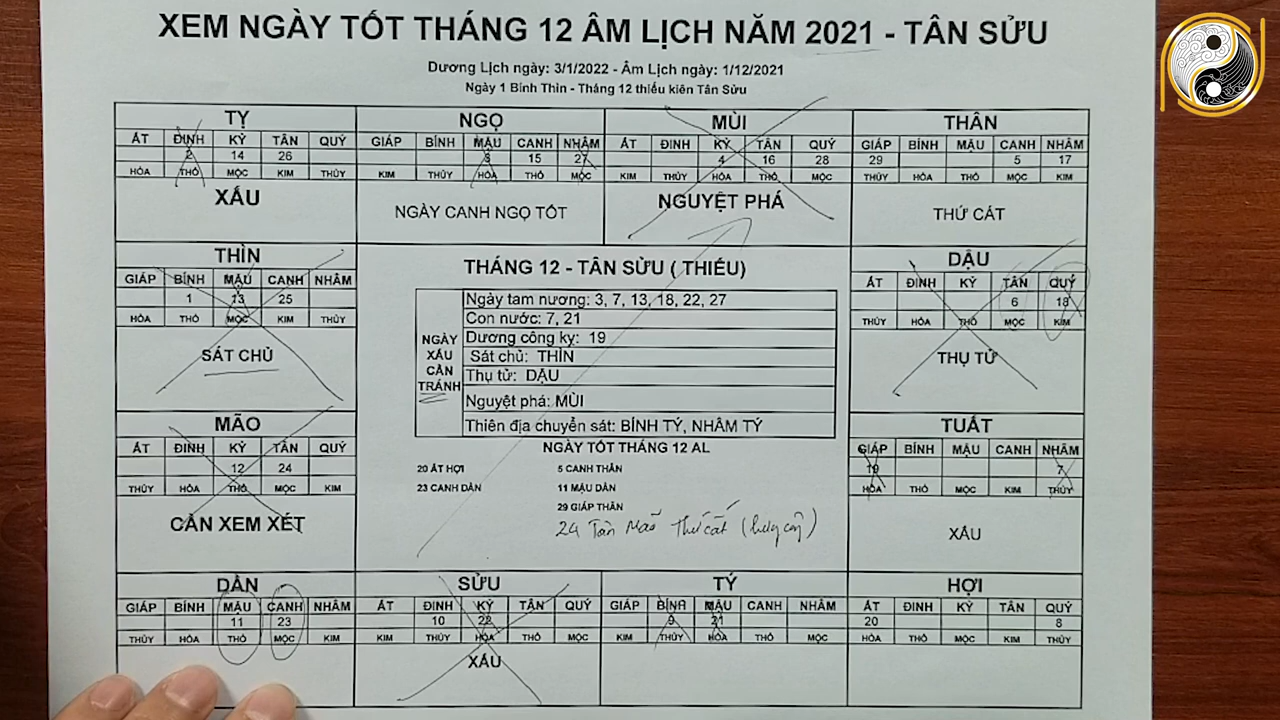 XEM NGÀY TỐT THÁNG 12 ÂM LỊCH NĂM 2021 - TÂN SỬU
Dương Lịch ngày: 3/1/2022 - Âm Lịch ngày: 1/12/2021
Ngày 1 Bính Thìn - Tháng 12 thiếu kiên Tân Sửu
TỴ
ẤT ĐINH KỶ TÂN QUÝ
2 14 26
HỎA THỔ MỘC KIM THỦY
XẤU
NGỌ
GIÁP BÍNH MẬU CANH NHÂM
3 15 27
KIM THỦY HỎA THỔ MỘC
NGÀY CANH NGỌ TỐT
MÙI
ẤT ĐINH KỶ TÂN QUÝ
4 16 28
KIM THỦY HỎA THỔ MỘC
NGUYỆT PHÁ
THÂN
GIÁP BÍNH MẬU CANH NHÂM
29 5 17
THỦY HỎA THỔ MỘC KIM
THỨ CÁT
THÌN
GIÁP BÍNH MẬU CANH NHÂM
1 13 25
HỎA THỔ MỘC KIM THỦY
SÁT CHỦ
THÁNG 12 - TÂN SỬU ( THIẾU)
NGÀY XẤU CẦN TRÁNH
Ngày tam nương: 3, 7, 13, 18, 22, 27
Con nước: 7, 21
Dương công kỵ: 19
Sát chủ: THÌN
Thụ tử: DẬU
Nguyệt phá: MÙI
Thiên địa chuyển sát: BÍNH TÝ, NHÂM TÝ
DẬU
ẤT ĐINH KỶ TÂN QUÝ
6 18
THỦY HỎA THỔ MỘC KIM
THỤ TỬ
MÃO
ẤT ĐINH KỶ TÂN QUÝ
12 24
THỦY HỎA THỔ MỘC KIM
CẦN XEM XÉT
NGÀY TỐT THÁNG 12 AL
20 ẤT HỢI 5 CANH THÂN
23 CANH DẦN 11 MẬU DẦN
29 GIÁP THÂN
24 Tân Mão Thứ cát
TUẤT
GIÁP BÍNH MẬU CANH NHÂM
19 7
HỎA THỔ MỘC KIM THỦY
XẤU
DẦN
GIÁP BÍNH MẬU CANH NHÂM
11 23
THỦY HỎA THỔ MỘC KIM
SỬU
ẤT ĐINH KỶ TÂN QUÝ
10 22
KIM THỦY HỎA THỔ MỘC
XẤU
TÝ
GIÁP BÍNH MẬU CANH NHÂM
9 21
KIM THỦY HỎA THỔ MỘC
HỢI
ẤT ĐINH KỶ TÂN QUÝ
20 8
HỎA THỔ MỘC KIM THỦY